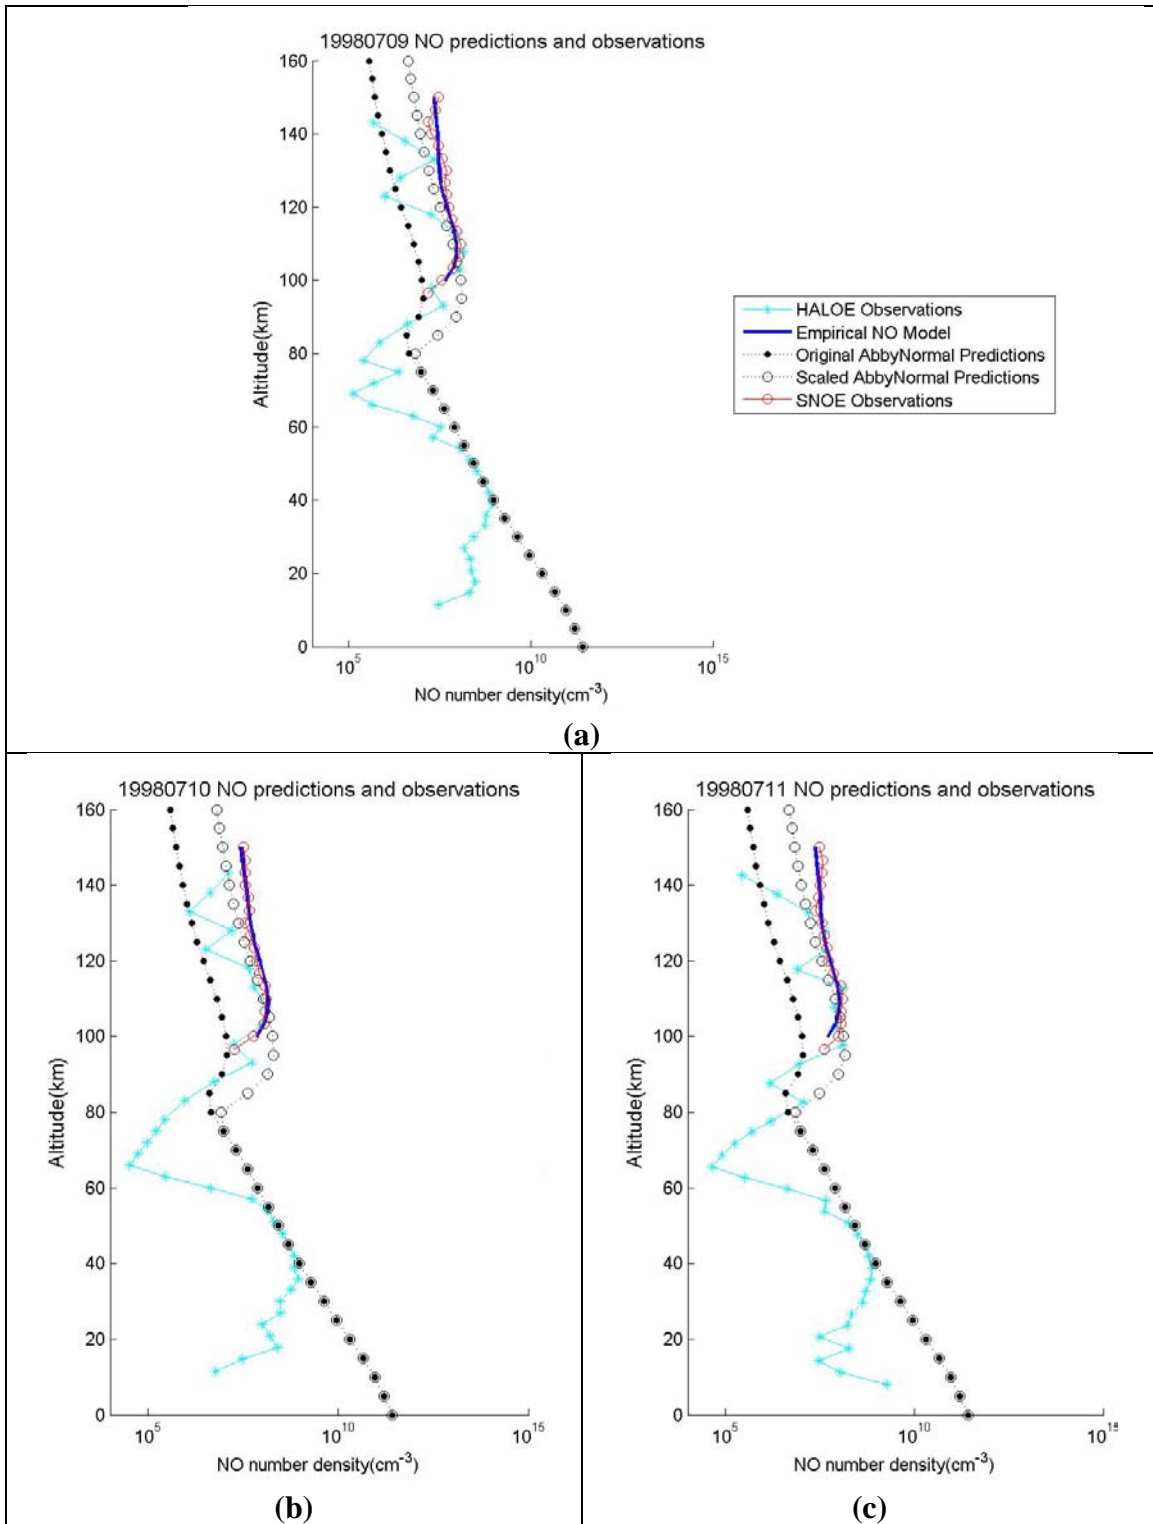 19980709 NO predictions and observations
160
140
120
100
80
60
40
20
0
Altitude(km)
10^5
10^10
10^15
NO number density(cm^-3)
HALOE Observations
Empirical NO Model
Original AbbyNormal Predictions
Scaled AbbyNormal Predictions
SNOE Observations
(a)
19980710 NO predictions and observations
160
140
120
100
80
60
40
20
0
Altitude(km)
10^5
10^10
10^15
NO number density(cm^-3)
(b)
19980711 NO predictions and observations
160
140
120
100
80
60
40
20
0
Altitude(km)
10^5
10^10
10^15
NO number density(cm^-3)
(c)